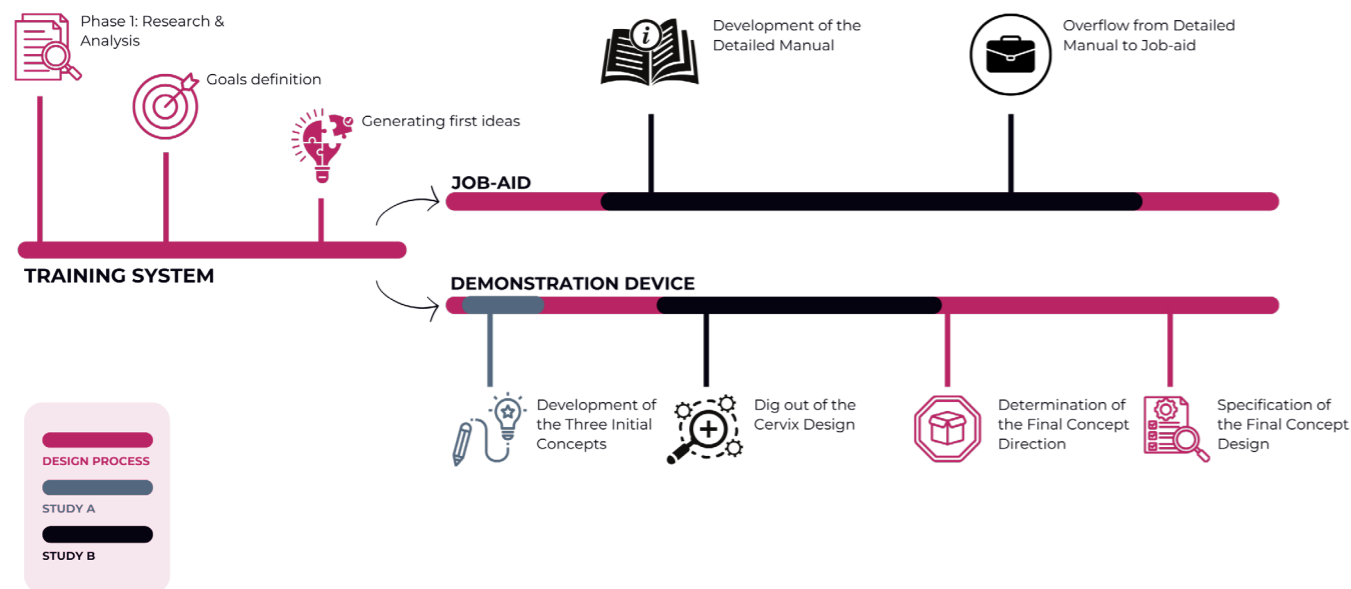 Phase 1: Research &
Analysis
Goals definition
Generating first ideas
TRAINING SYSTEM
Development of the
Detailed Manual
Overflow from Detailed
Manual to Job-aid
JOB-AID
DEMONSTRATION DEVICE
Development of
the Three Initial
Concepts
Dig out of the
Cervix Design
Determination of
the Final Concept
Direction
Specification of
the Final Concept
Design
DESIGN PROCESS
STUDY A
STUDY B